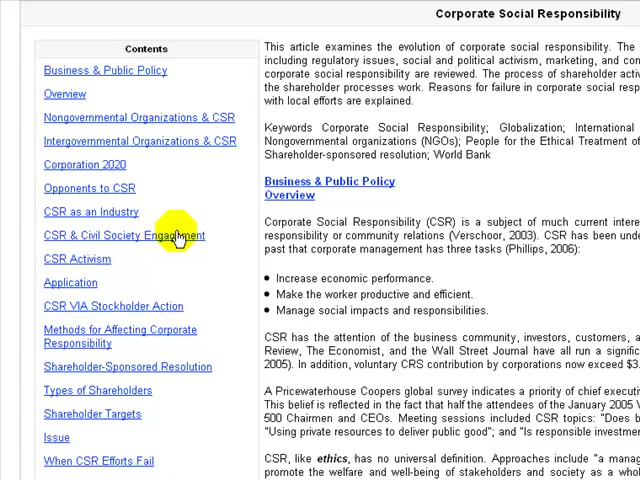 Corporate Social Responsibility
Contents
Business & Public Policy
Overview
Nongovernmental Organizations & CSR
Intergovernmental Organizations & CSR
Corporation 2020
Opponents to CSR
CSR as an Industry
CSR & Civil Society Engagement
CSR Activism
Application
CSR VIA Stockholder Action
Methods for Affecting Corporate
Responsibility
Shareholder-Sponsored Resolution
Types of Shareholders
Shareholder Targets
Issue
When CSR Efforts Fail
This article examines the evolution of corporate social responsibility. The
including regulatory issues, social and political activism, marketing, and
corporate social responsibility are reviewed. The process of shareholder
the shareholder processes work. Reasons for failure in corporate social
with local efforts are explained.
Keywords Corporate Social Responsibility; Globalization; International
Nongovernmental organizations (NGOs); People for the Ethical Treatment of
Shareholder-sponsored resolution; World Bank
Business & Public Policy
Overview
Corporate Social Responsibility (CSR) is a subject of much current
responsibility or community relations (Verschoor, 2003). CSR has been
past that corporate management has three tasks (Phillips, 2006):
• Increase economic performance.
• Make the worker productive and efficient.
• Manage social impacts and responsibilities.
CSR has the attention of the business community, investors, customers,
Review, The Economist, and the Wall Street Journal have all run a
2005). In addition, voluntary CRS contribution by corporations now exceed $3.
A Pricewaterhouse Coopers global survey indicates a priority of chief
This belief is reflected in the fact that half the attendees of the January 2005
500 Chairmen and CEOs. Meeting sessions included CSR topics: "Does
"Using private resources to deliver public good"; and "Is responsible
CSR, like ethics, has no universal definition. Approaches include "a
promote the welfare and well-being of stakeholders and society as a